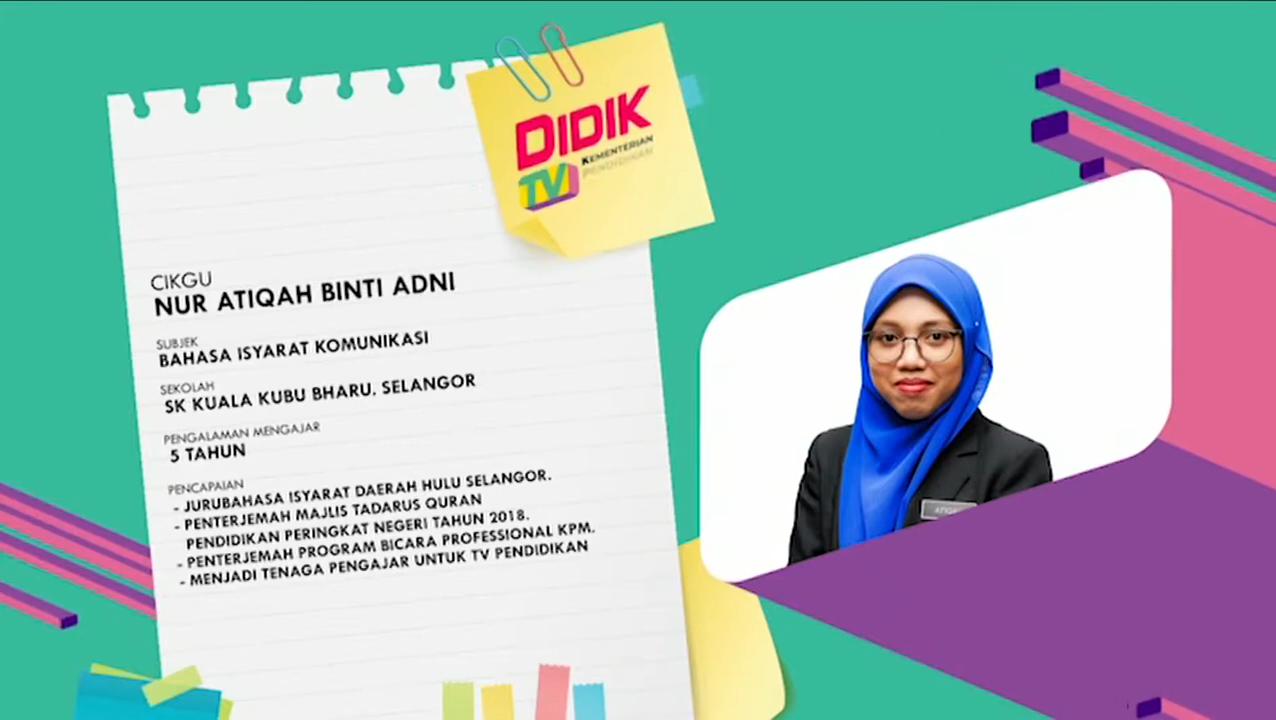 DIDIK
TV
KEMENTERIAN
PENDIDIKAN
CIKGU
NUR ATIQAH BINTI ADNI
SUBJEK
BAHASA ISYARAT KOMUNIKASI
SEKOLAH
SK KUALA KUBU BHARU, SELANGOR
PENGALAMAN MENGAJAR
5 TAHUN
PENCAPAIAN
- JURUBAHASA ISYARAT DAERAH HULU SELANGOR.
- PENTERJEMAH MAJLIS TADARUS QURAN
PENDIDIKAN PERINGKAT NEGERI TAHUN 2018.
- PENTERJEMAH PROGRAM BICARA PROFESSIONAL KPM.
- MENJADI TENAGA PENGAJAR UNTUK TV PENDIDIKAN